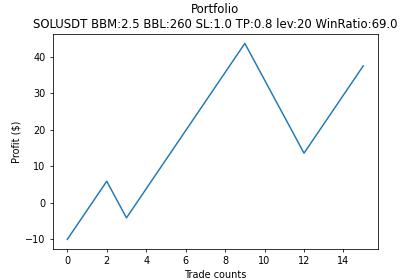 Portfolio
SOLUSDT BBM:2.5 BBL:260 SL:1.0 TP:0.8 lev:20 WinRatio:69.0
Profit ($)
40
30
20
10
0
−10
0 2 4 6 8 10 12 14
Trade counts